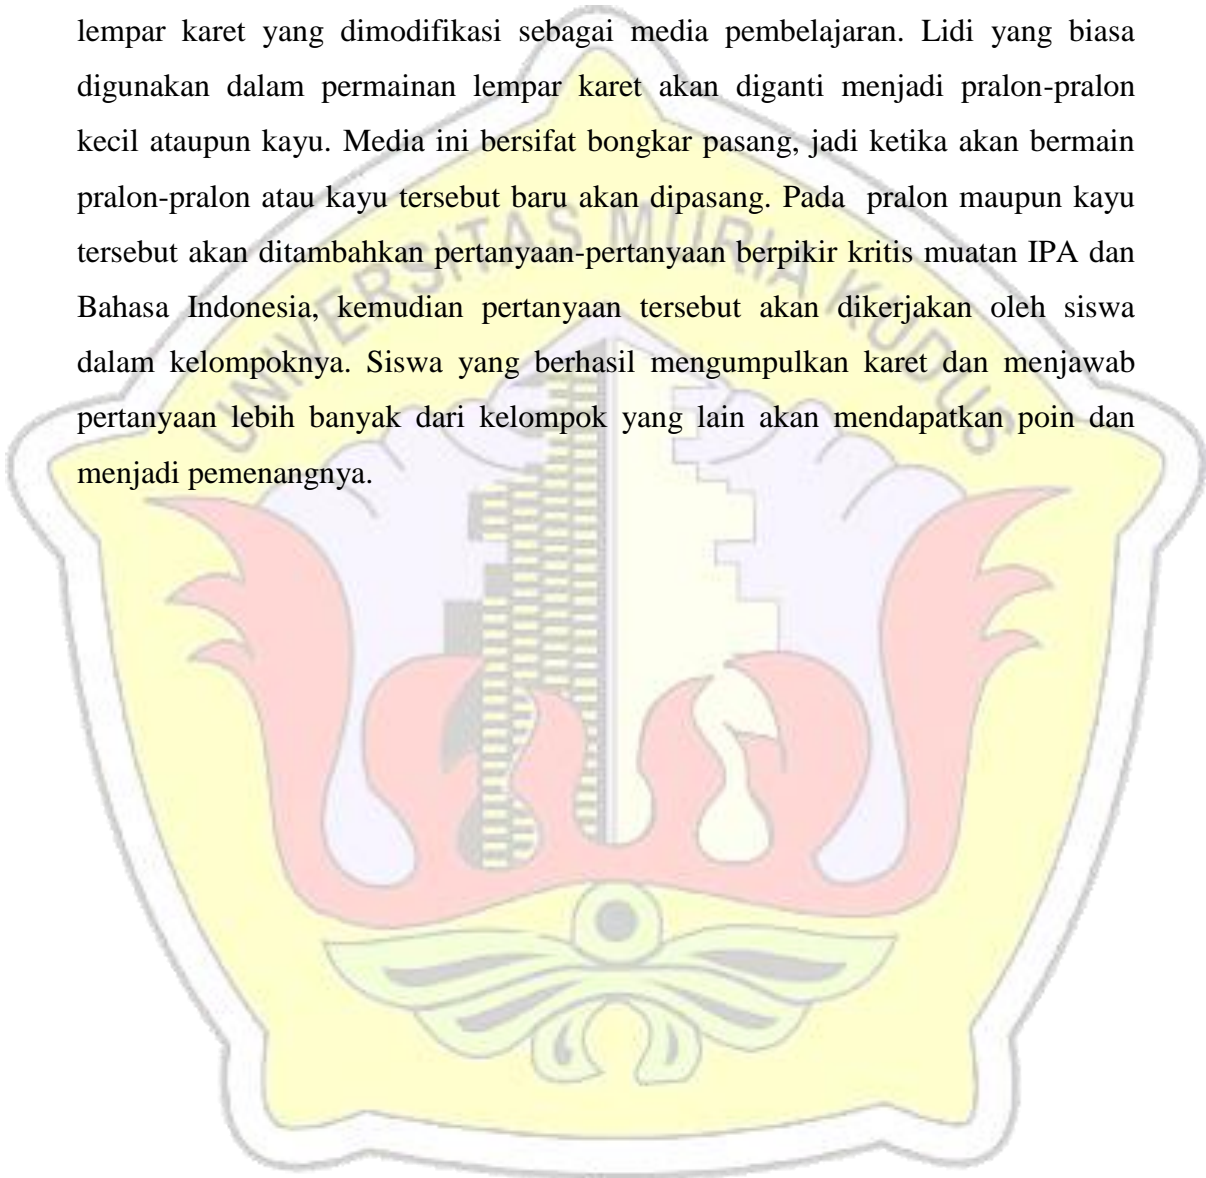 lempar karet yang dimodifikasi sebagai media pembelajaran. Lidi yang biasa
digunakan dalam permainan lempar karet akan diganti menjadi pralon-pralon
kecil ataupun kayu. Media ini bersifat bongkar pasang, jadi ketika akan bermain
pralon-pralon atau kayu tersebut baru akan dipasang. Pada pralon maupun kayu
tersebut akan ditambahkan pertanyaan-pertanyaan berpikir kritis muatan IPA dan
Bahasa Indonesia, kemudian pertanyaan tersebut akan dikerjakan oleh siswa
dalam kelompoknya. Siswa yang berhasil mengumpulkan karet dan menjawab
pertanyaan lebih banyak dari kelompok yang lain akan mendapatkan poin dan
menjadi pemenangnya.
UNIVERSITAS MURIA KUDUS